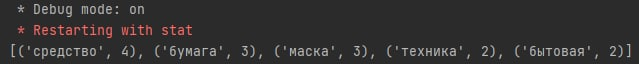 * Debug mode: on
* Restarting with stat
[('средство', 4), ('бумага', 3), ('маска', 3), ('техника', 2), ('бытовая', 2)]